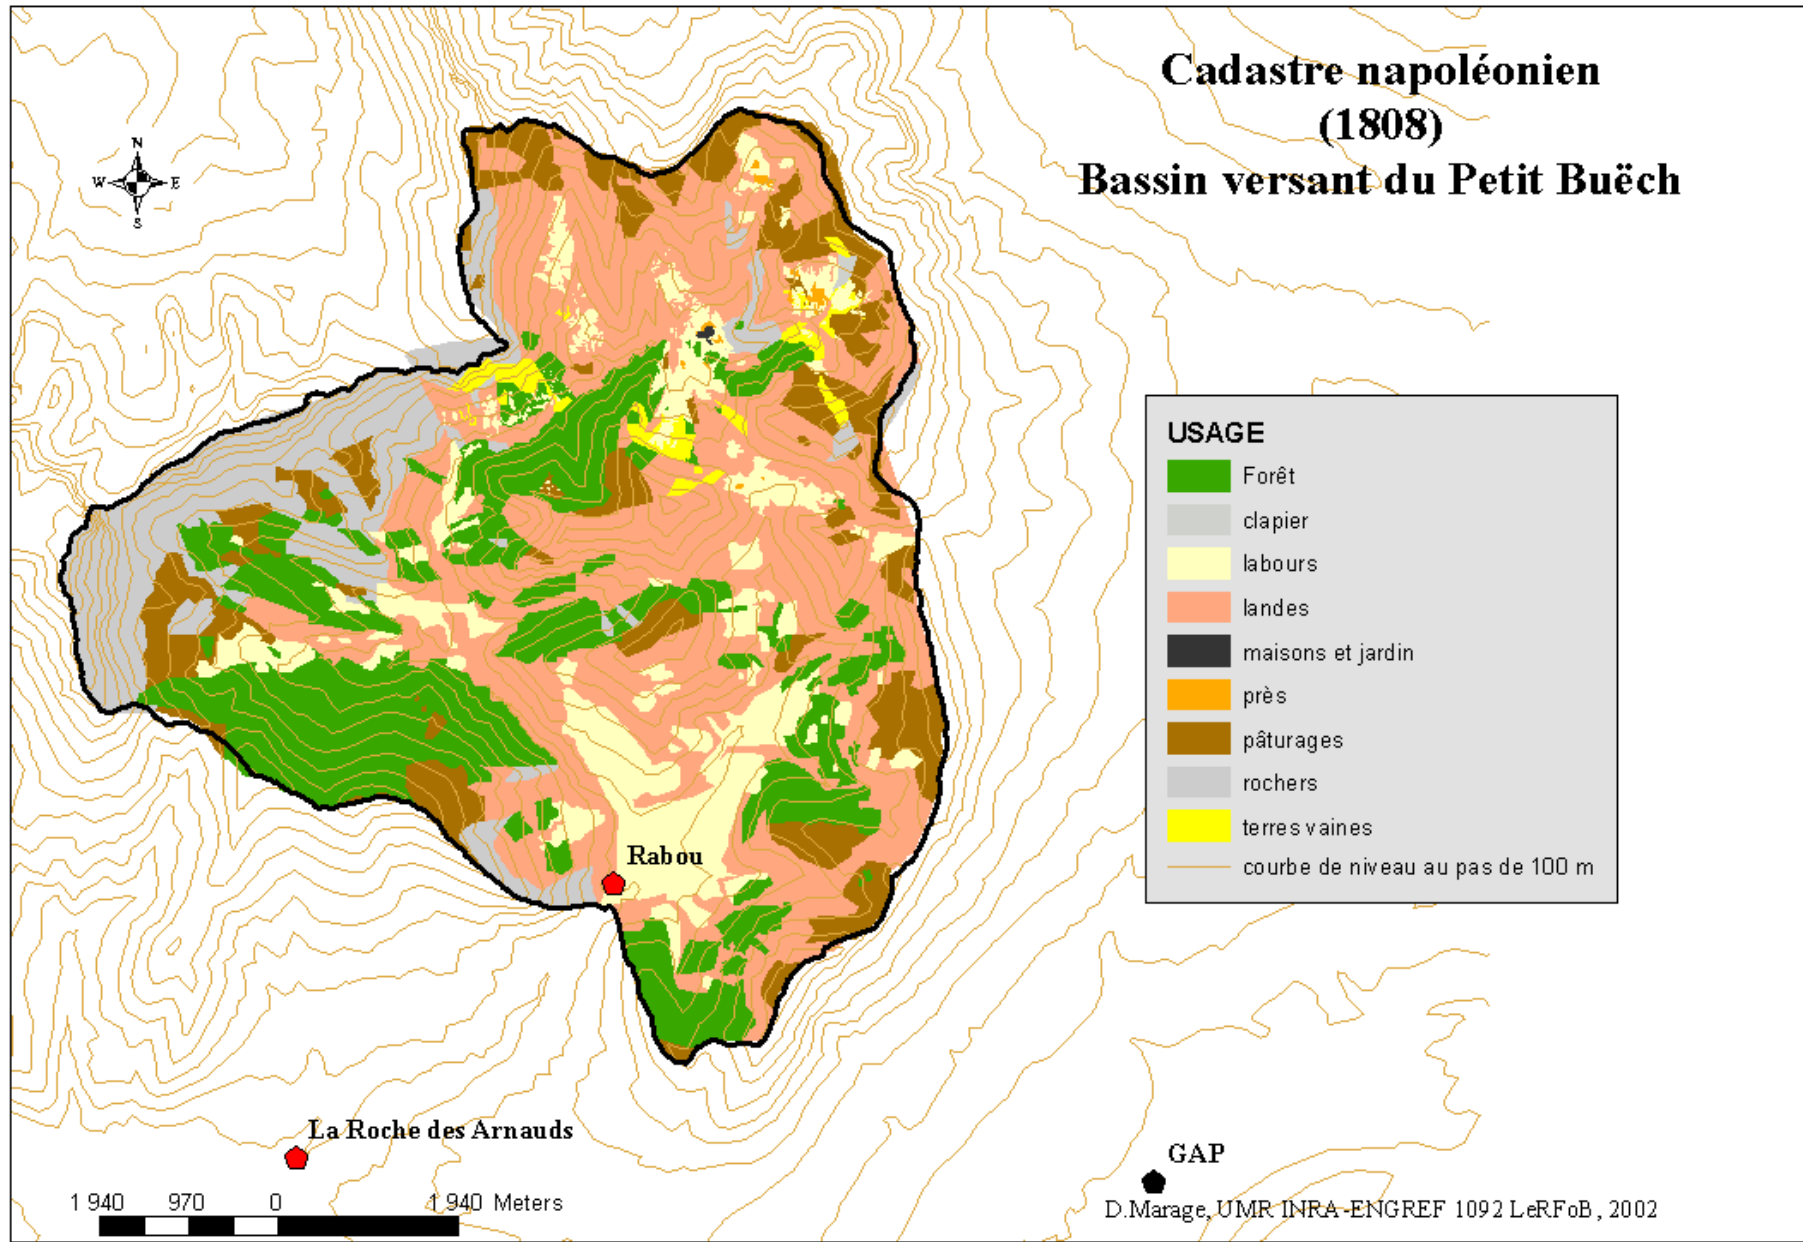 Cadastre napoléonien
(1808)
Bassin versant du Petit Buëch
N
W E
S
USAGE
Forêt
clapier
labours
landes
maisons et jardin
près
pâturages
rochers
terres vaines
courbe de niveau au pas de 100 m
Rabou
La Roche des Arnauds
GAP
1 940 970 0 1 940 Meters
D.Marage, UMR INRA-ENGREF 1092 LeRFoB, 2002